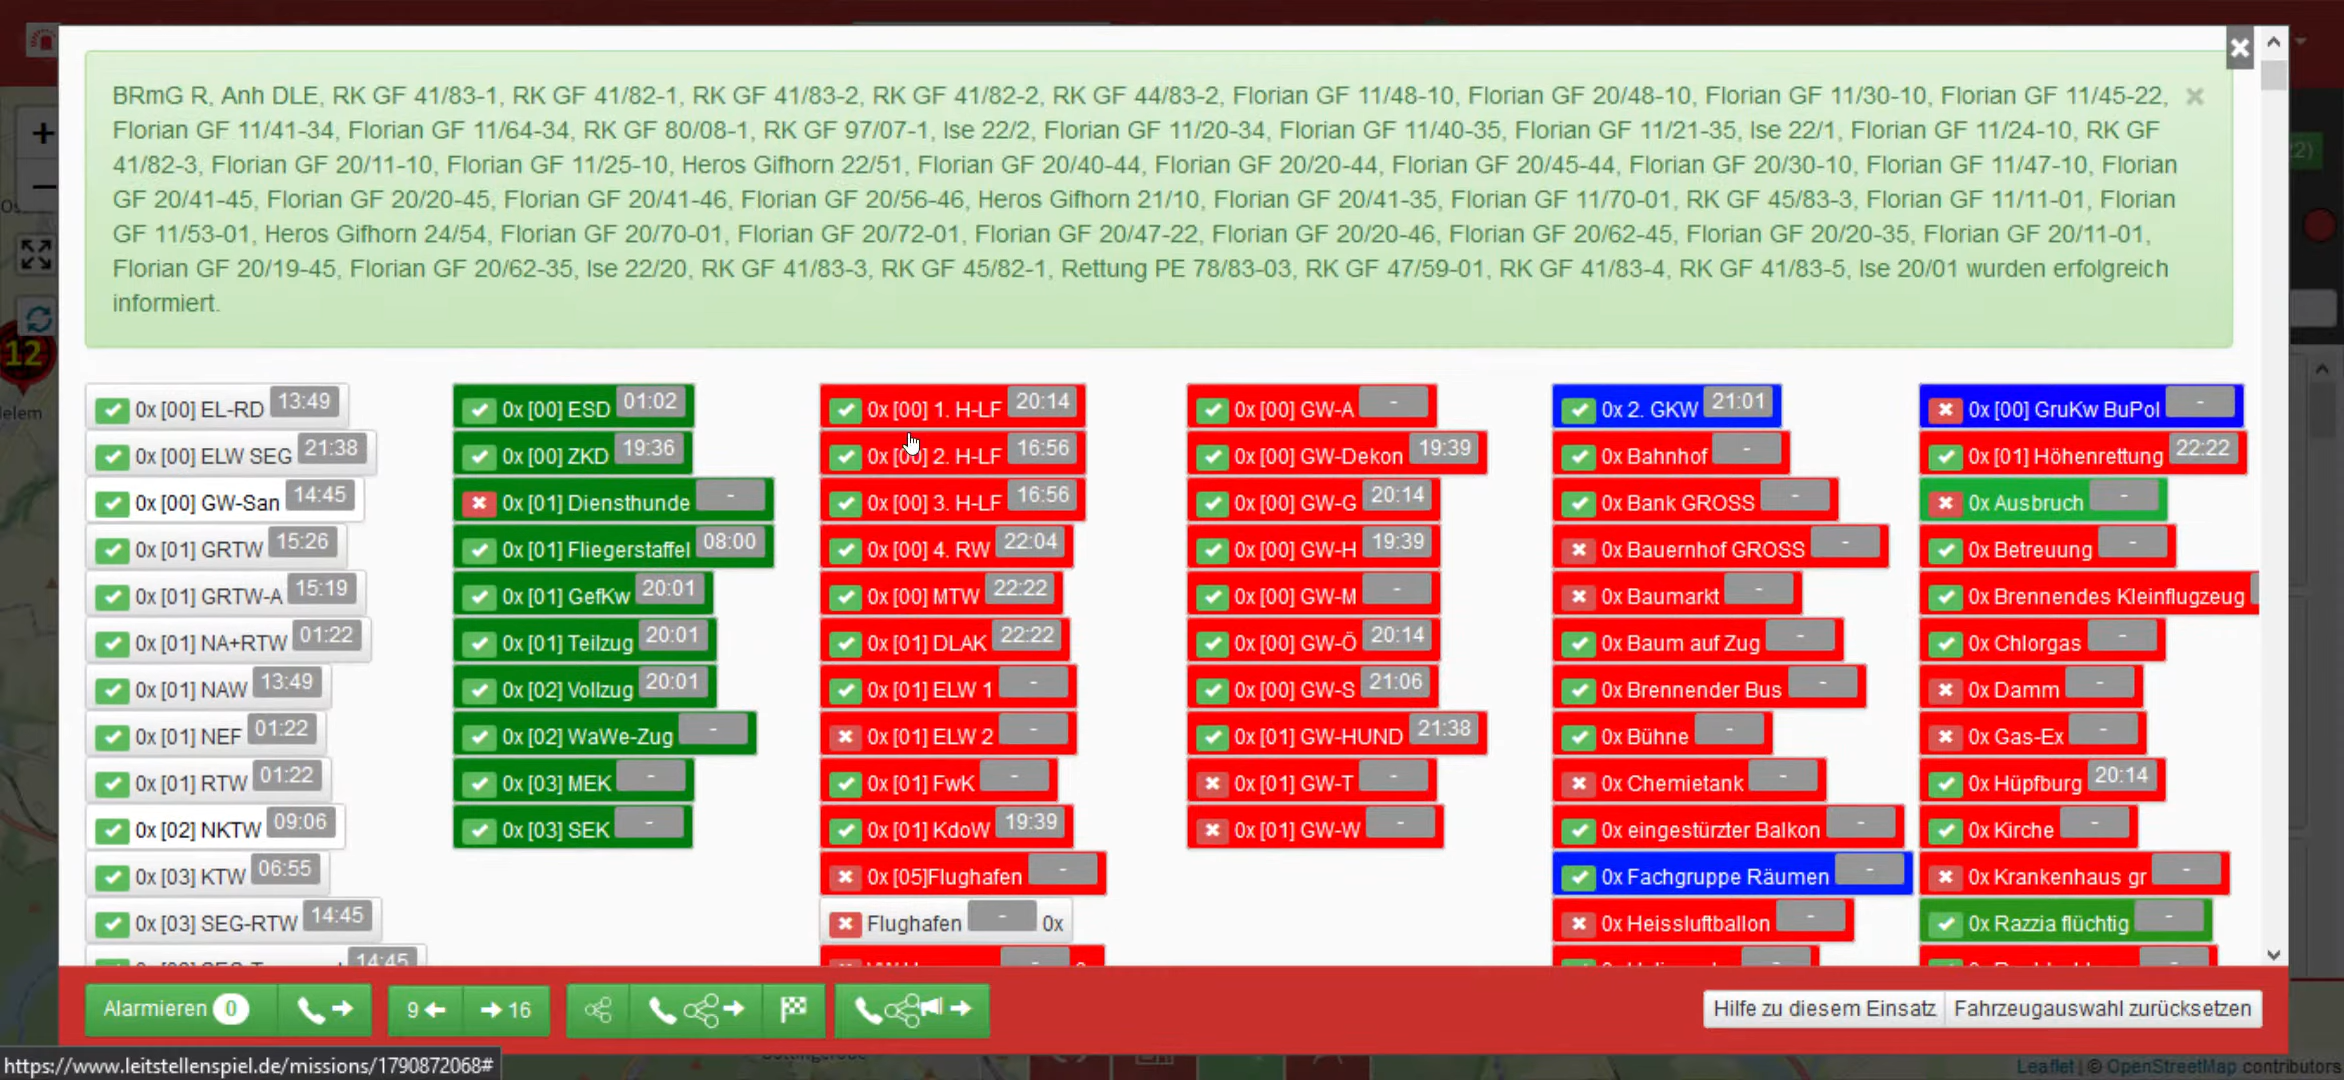 BRmG R, Anh DLE, RK GF 41/83-1, RK GF 41/82-1, RK GF 41/83-2, RK GF 41/82-2, RK GF 44/83-2, Florian GF 11/48-10, Florian GF 20/48-10, Florian GF 11/30-10, Florian GF 11/45-22,
Florian GF 11/41-34, Florian GF 11/64-34, RK GF 80/08-1, RK GF 97/07-1, Ise 22/2, Florian GF 11/20-34, Florian GF 11/40-35, Florian GF 11/21-35, Ise 22/1, Florian GF 11/24-10, RK GF
41/82-3, Florian GF 20/11-10, Florian GF 11/25-10, Heros Gifhorn 22/51, Florian GF 20/40-44, Florian GF 20/20-44, Florian GF 20/45-44, Florian GF 20/30-10, Florian GF 11/47-10, Florian
GF 20/41-45, Florian GF 20/20-45, Florian GF 20/41-46, Florian GF 20/56-46, Heros Gifhorn 21/10, Florian GF 20/41-35, Florian GF 11/70-01, RK GF 45/83-3, Florian GF 11/11-01, Florian
GF 11/53-01, Heros Gifhorn 24/54, Florian GF 20/70-01, Florian GF 20/72-01, Florian GF 20/47-22, Florian GF 20/20-46, Florian GF 20/62-45, Florian GF 20/20-35, Florian GF 20/11-01,
Florian GF 20/19-45, Florian GF 20/62-35, Ise 22/20, RK GF 41/83-3, RK GF 45/82-1, Rettung PE 78/83-03, RK GF 47/59-01, RK GF 41/83-4, RK GF 41/83-5, Ise 20/01 wurden erfolgreich
informiert.
12
0x [00] EL-RD 13:49
0x [00] ELW SEG 21:38
0x [00] GW-San 14:45
0x [01] GRTW 15:26
0x [01] GRTW-A 15:19
0x [01] NA+RTW 01:22
0x [01] NAW 13:49
0x [01] NEF 01:22
0x [01] RTW 01:22
0x [02] NKTW 09:06
0x [03] KTW 06:55
0x [03] SEG-RTW 14:45
14:45
0x [00] ESD 01:02
0x [00] ZKD 19:36
0x [01] Diensthunde -
0x [01] Fliegerstaffel 08:00
0x [01] GefKw 20:01
0x [01] Teilzug 20:01
0x [02] Vollzug 20:01
0x [02] WaWe-Zug -
0x [03] MEK -
0x [03] SEK -
0x [00] 1. H-LF 20:14
0x [00] 2. H-LF 16:56
0x [00] 3. H-LF 16:56
0x [00] 4. RW 22:04
0x [00] MTW 22:22
0x [01] DLAK 22:22
0x [01] ELW 1 -
0x [01] ELW 2 -
0x [01] FwK -
0x [01] KdoW 19:39
0x [05]Flughafen -
Flughafen - 0x
0x [00] GW-A -
0x [00] GW-Dekon 19:39
0x [00] GW-G 20:14
0x [00] GW-H 19:39
0x [00] GW-M -
0x [00] GW-Ö 20:14
0x [00] GW-S 21:06
0x [01] GW-HUND 21:38
0x [01] GW-T -
0x [01] GW-W -
0x 2. GKW 21:01
0x Bahnhof -
0x Bank GROSS -
0x Bauernhof GROSS -
0x Baumarkt -
0x Baum auf Zug -
0x Brennender Bus -
0x Bühne -
0x Chemietank -
0x eingestürzter Balkon -
0x Fachgruppe Räumen -
0x Heissluftballon -
0x [00] GruKw BuPol -
0x [01] Höhenrettung 22:22
0x Ausbruch -
0x Betreuung -
0x Brennendes Kleinflugzeug
0x Chlorgas -
0x Damm -
0x Gas-Ex -
0x Hüpfburg 20:14
0x Kirche -
0x Krankenhaus gr -
0x Razzia flüchtig -
Alarmieren 0
9
16
Hilfe zu diesem Einsatz
Fahrzeugauswahl zurücksetzen
https://www.leitstellenspiel.de/missions/1790872068#
Leaflet | © OpenStreetMap contributors